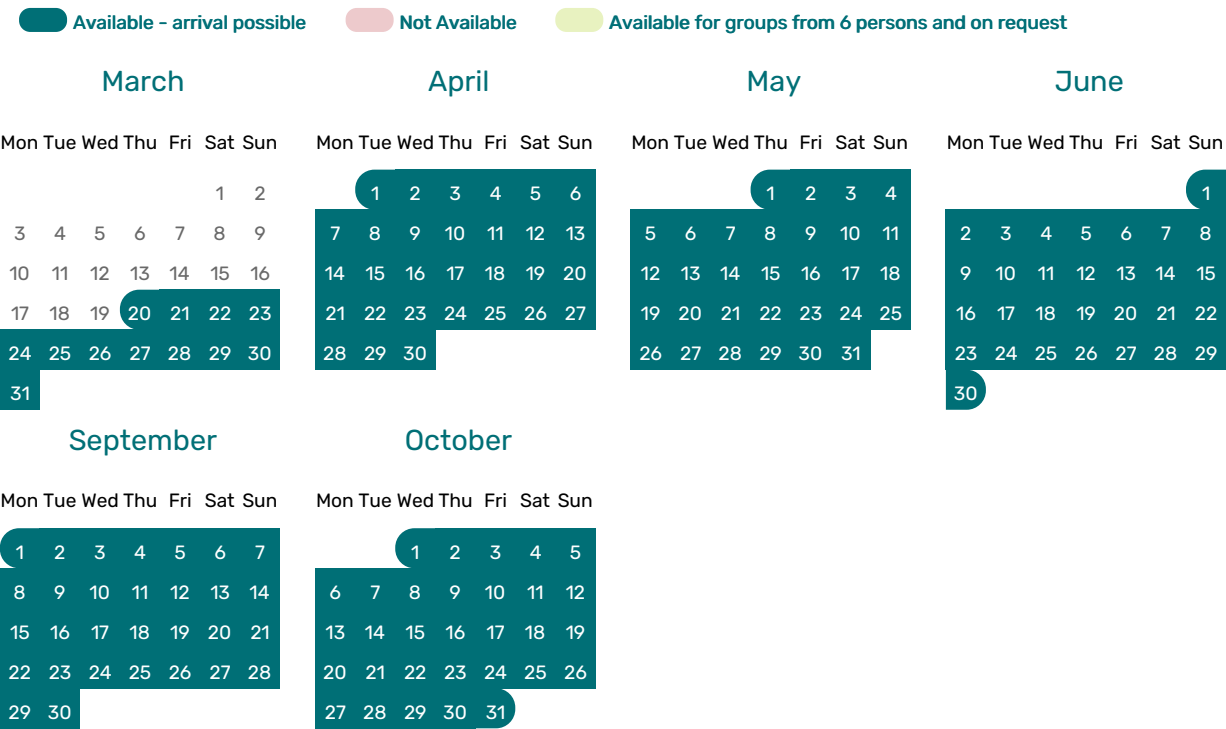 Available - arrival possible Not Available Available for groups from 6 persons and on request
March April May June
Mon Tue Wed Thu Fri Sat Sun Mon Tue Wed Thu Fri Sat Sun Mon Tue Wed Thu Fri Sat Sun Mon Tue Wed Thu Fri Sat Sun
1 2 1 2 3 4 5 6 1 2 3 4 1
3 4 5 6 7 8 9 7 8 9 10 11 12 13 5 6 7 8 9 10 11 2 3 4 5 6 7 8
10 11 12 13 14 15 16 14 15 16 17 18 19 20 12 13 14 15 16 17 18 9 10 11 12 13 14 15
17 18 19 20 21 22 23 21 22 23 24 25 26 27 19 20 21 22 23 24 25 16 17 18 19 20 21 22
24 25 26 27 28 29 30 28 29 30 26 27 28 29 30 31 23 24 25 26 27 28 29
31 30
September October
Mon Tue Wed Thu Fri Sat Sun Mon Tue Wed Thu Fri Sat Sun
1 2 3 4 5 6 7 1 2 3 4 5
8 9 10 11 12 13 14 6 7 8 9 10 11 12
15 16 17 18 19 20 21 13 14 15 16 17 18 19
22 23 24 25 26 27 28 20 21 22 23 24 25 26
29 30 27 28 29 30 31